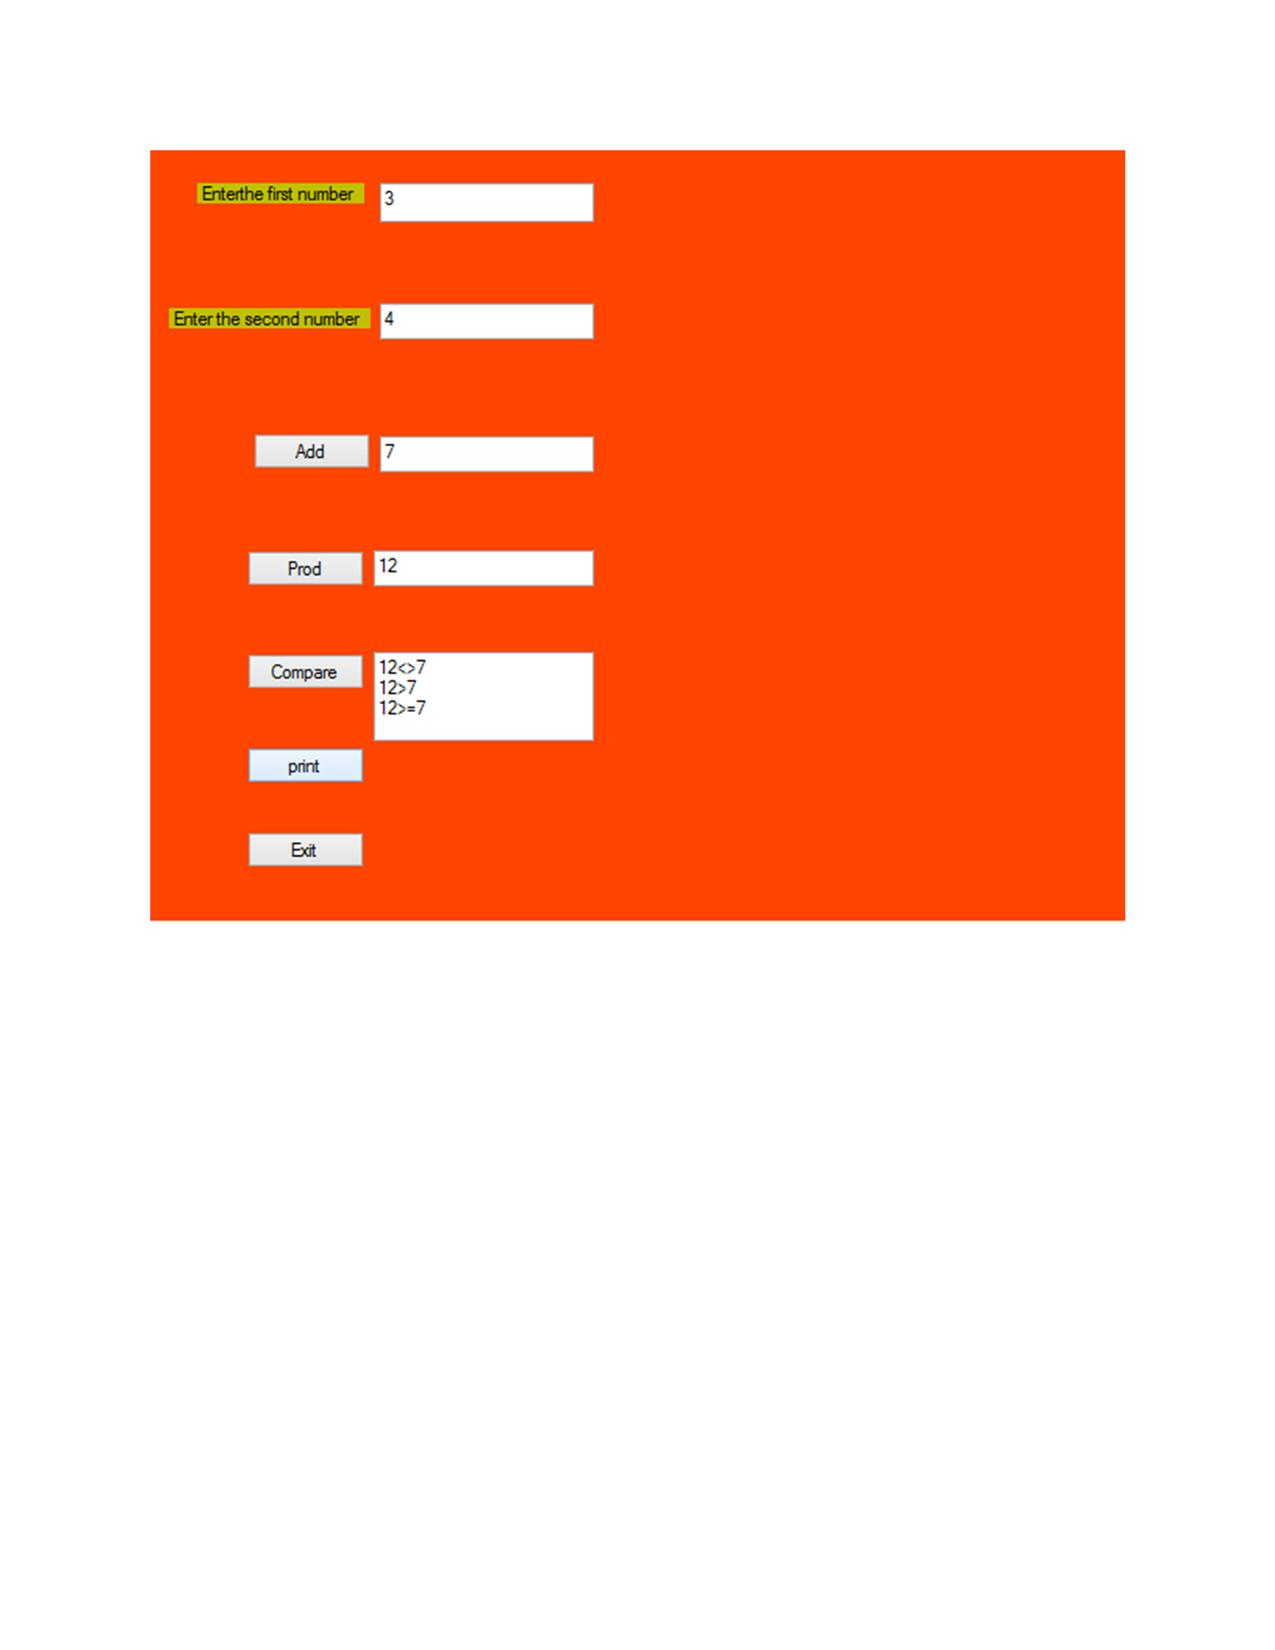 Enterthe first number 3
Enter the second number 4
Add 7
Prod 12
Compare 12<>7
12>7
12>=7
print
Exit